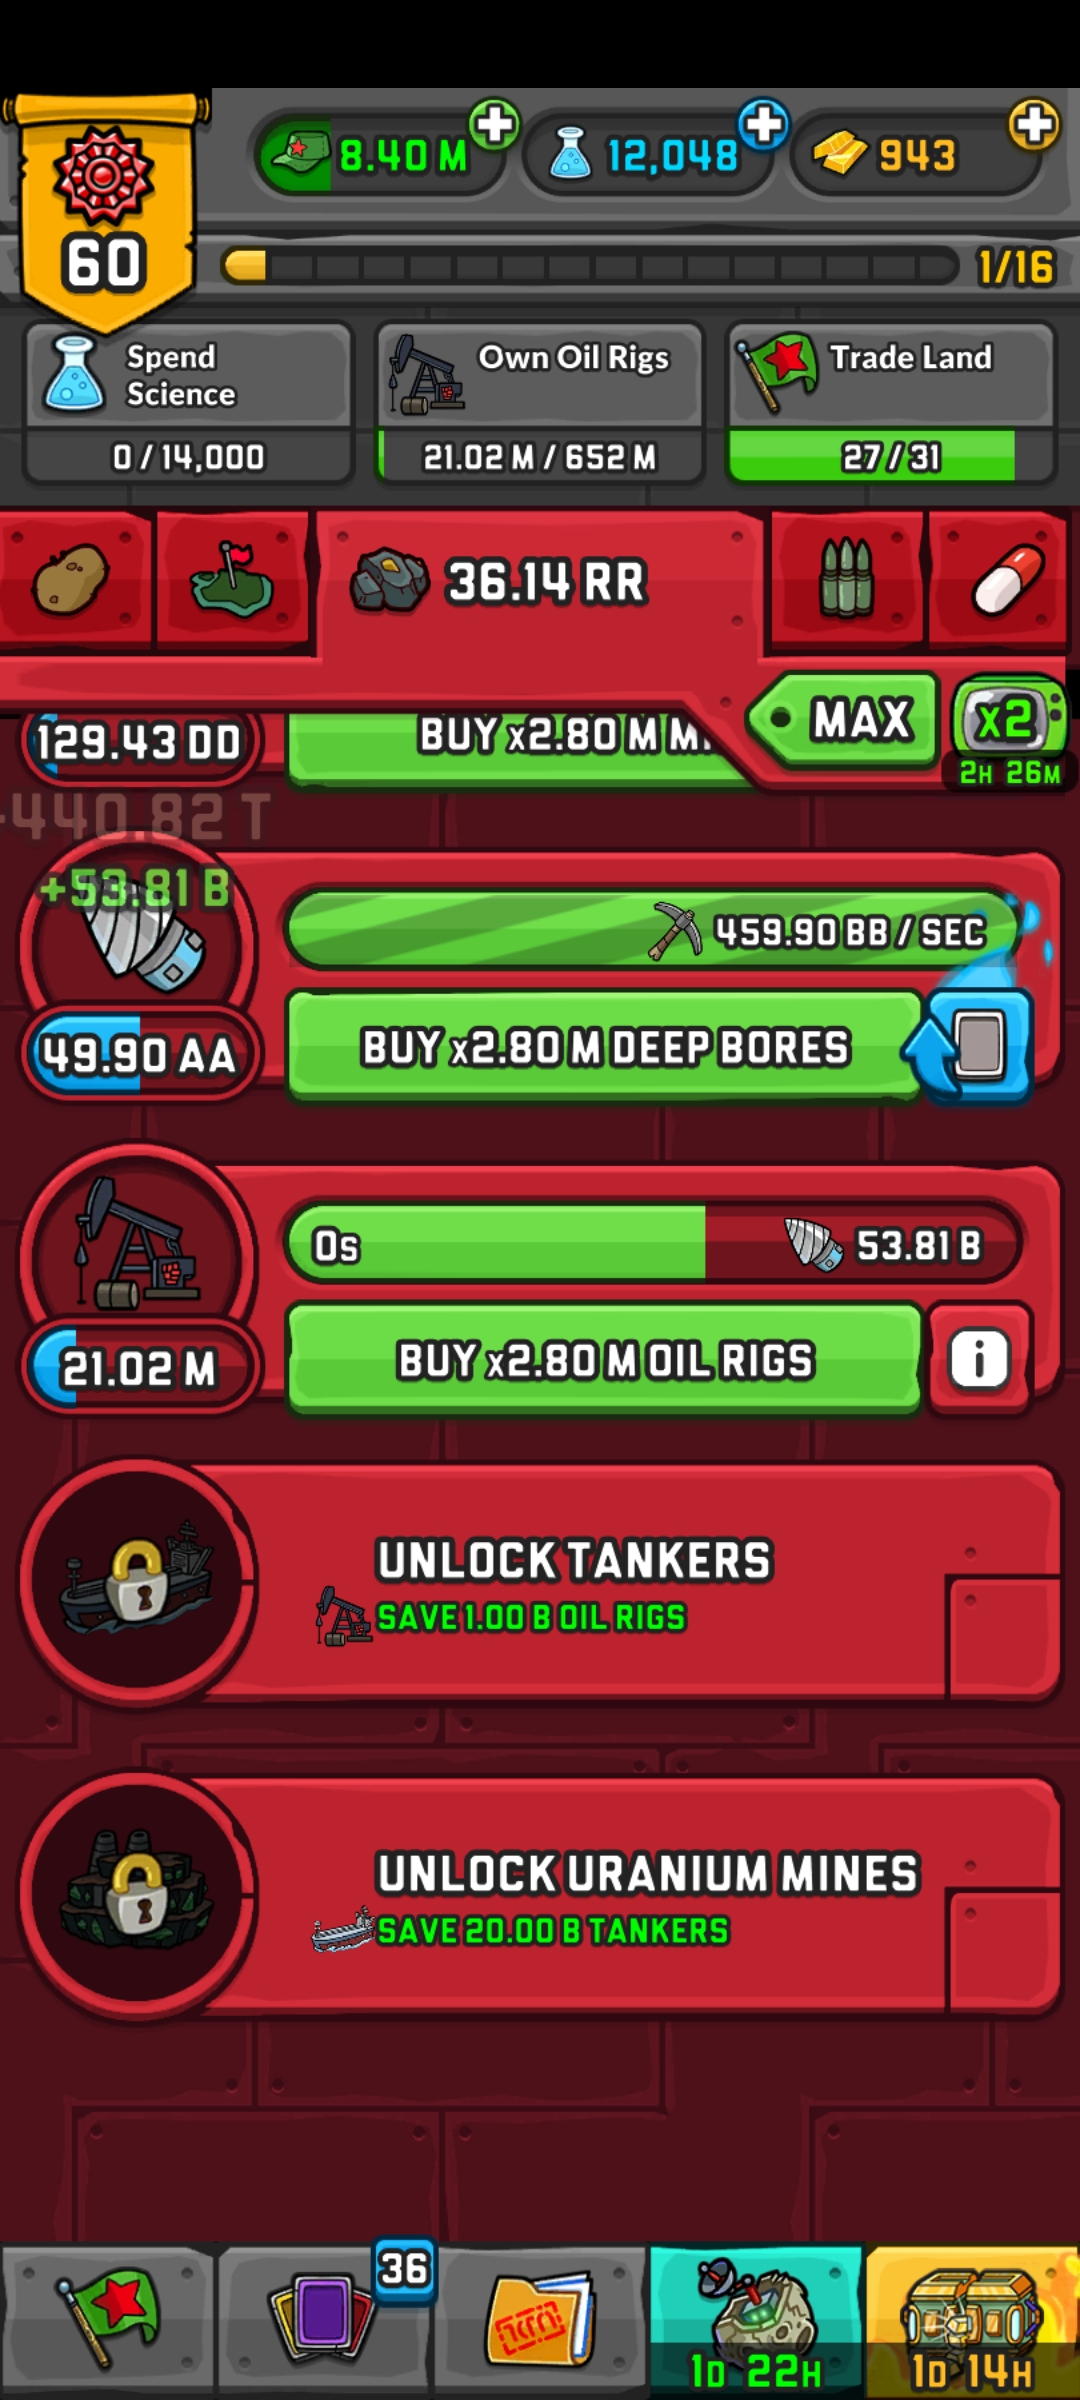 8.40 M
12,048
943
60
1/16
Spend
Science
0/14,000
Own Oil Rigs
21.02 M / 652 M
Trade Land
27/31
36.14 RR
MAX
x2
2H 26M
129.43 DD
BUY x2.80 M
440.82 T
+53.81 B
459.90 BB / SEC
49.90 AA
BUY x2.80 M DEEP BORES
0s
53.81 B
21.02 M
BUY x2.80 M OIL RIGS
i
UNLOCK TANKERS
SAVE 1.00 B OIL RIGS
UNLOCK URANIUM MINES
SAVE 20.00 B TANKERS
36
1D 22H
1D 14H